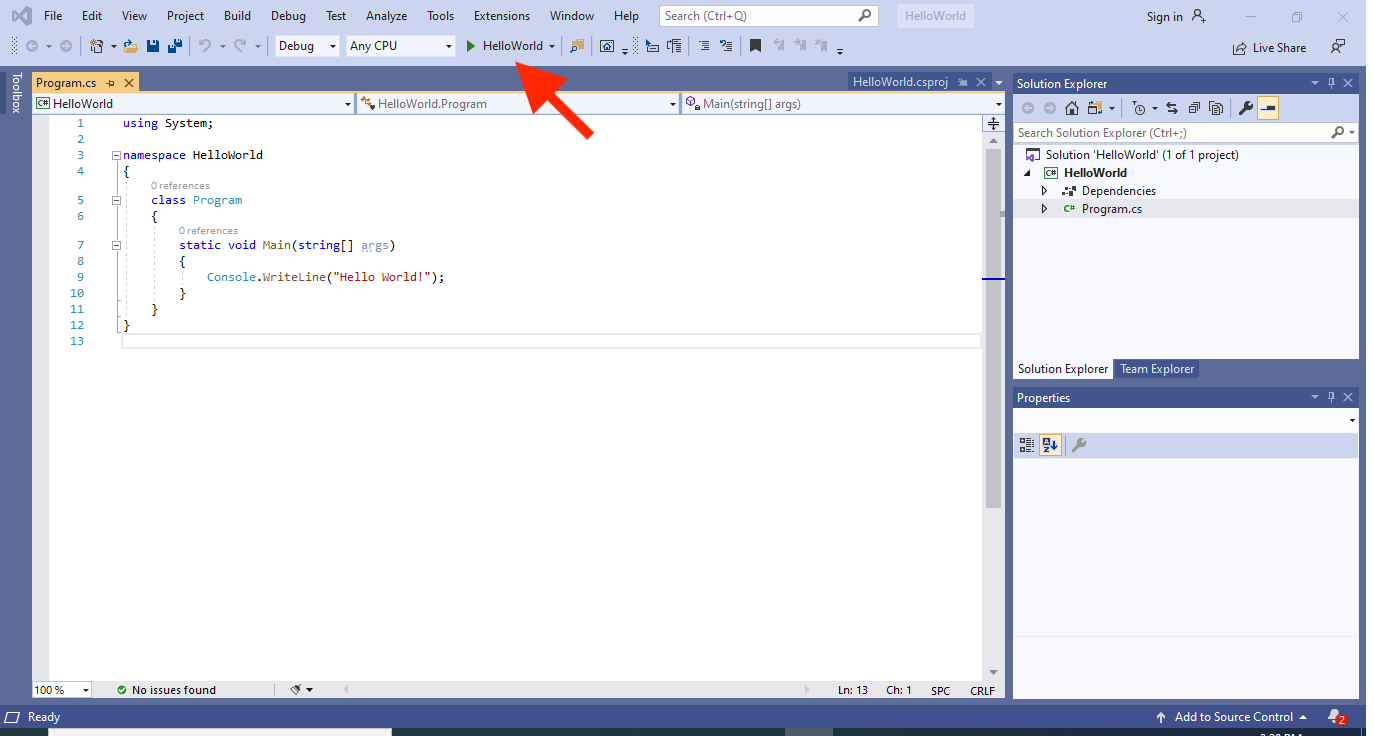 File Edit View Project Build Debug Test Analyze Tools Extensions Window Help Search (Ctrl+Q) HelloWorld Sign in
Debug Any CPU HelloWorld Live Share
Toolbox
Program.cs HelloWorld.csproj
C# HelloWorld HelloWorld.Program Main(string[] args)
1 using System;
2
3 namespace HelloWorld
4 {
0 references
5 class Program
6 {
0 references
7 static void Main(string[] args)
8 {
9 Console.WriteLine("Hello World!");
10 }
11 }
12 }
13
100 % No issues found Ln: 13 Ch: 1 SPC CRLF
Solution Explorer
Search Solution Explorer (Ctrl+;)
Solution 'HelloWorld' (1 of 1 project)
C# HelloWorld
Dependencies
C# Program.cs
Solution Explorer Team Explorer
Properties
Ready Add to Source Control 2